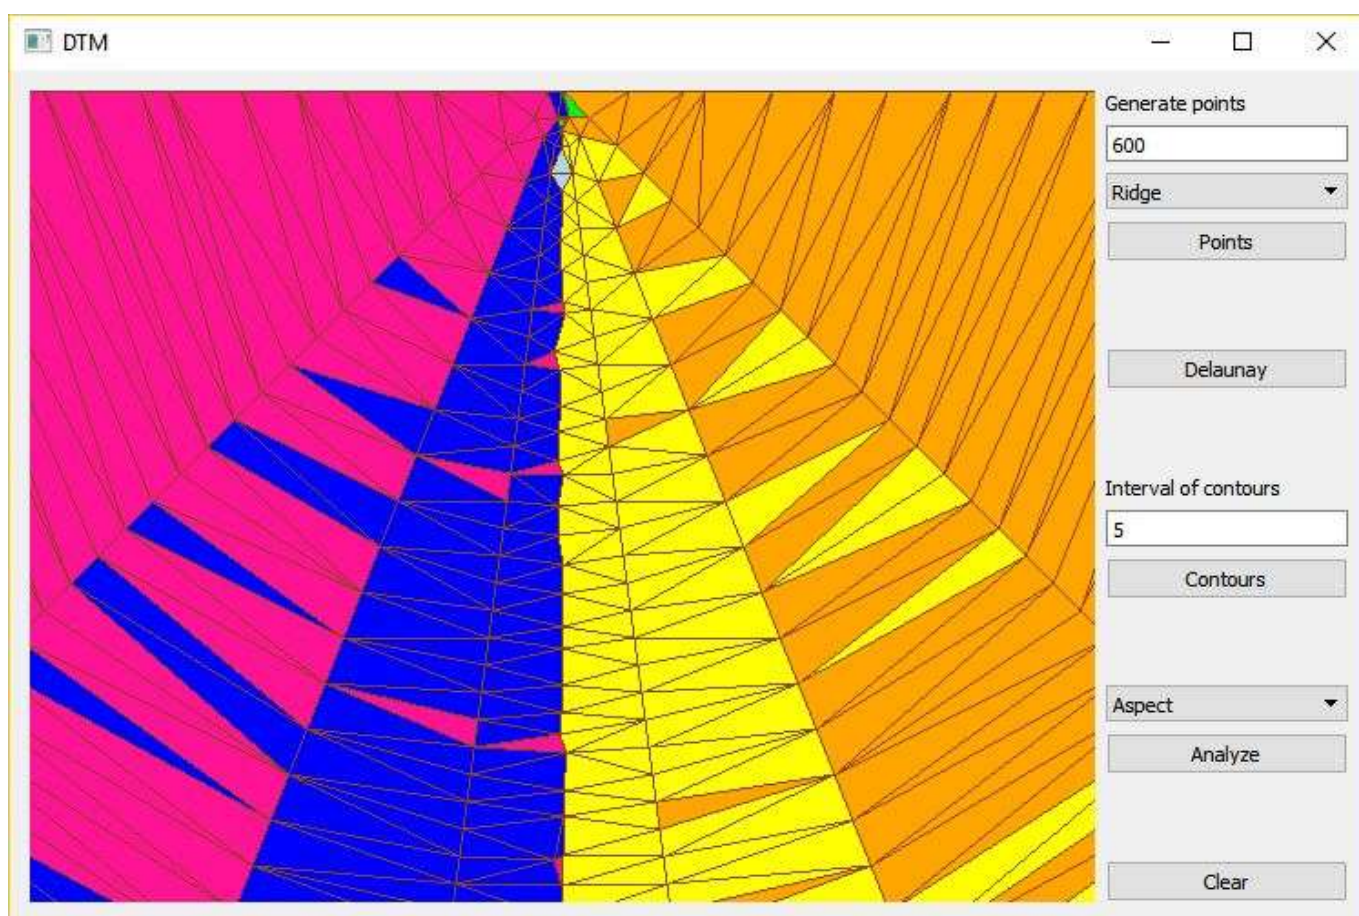 DTM
Generate points
600
Ridge
Points
Delaunay
Interval of contours
5
Contours
Aspect
Analyze
Clear